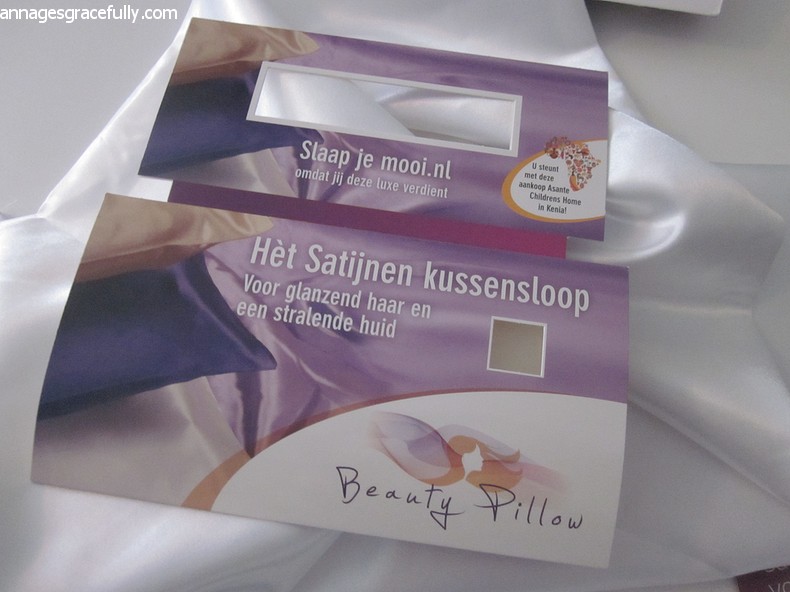 annagesgracefully.com
Slaap je mooi.nl
omdat jij deze luxe verdient
U steunt
met deze
aankoop Asante
Childrens Home
in Kenia!
Hèt Satijnen kussensloop
Voor glanzend haar en
een stralende huid
Beauty Pillow